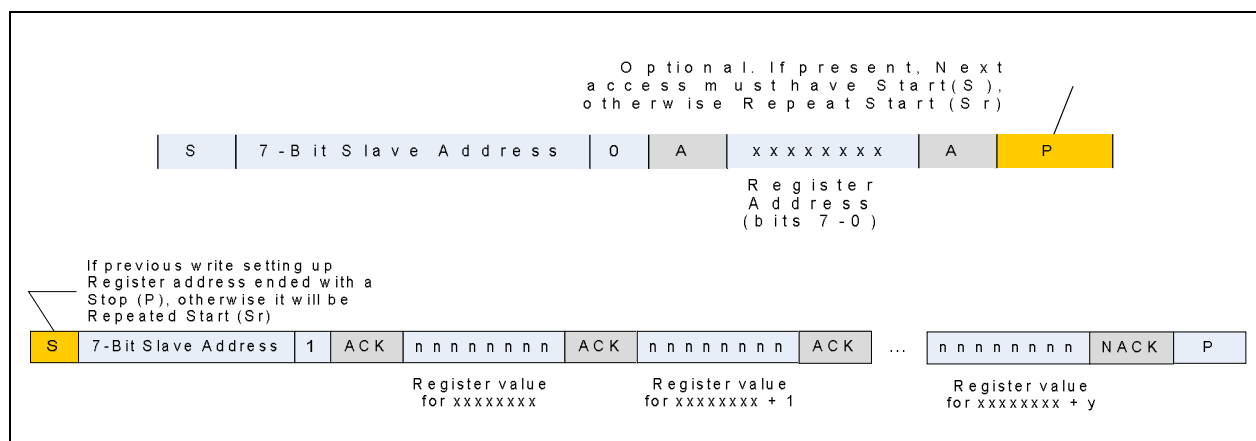 Optional. If present, Next
access must have Start(S),
otherwise Repeat Start (Sr)
S 7-Bit Slave Address 0 A xxxxxxxx A P
Register
Address
(bits 7-0)
If previous write setting up
Register address ended with a
Stop (P), otherwise it will be
Repeated Start (Sr)
S 7-Bit Slave Address 1 ACK nnnnnnnn ACK nnnnnnnn ACK ... nnnnnnnn NACK P
Register value
for xxxxxxxx
Register value
for xxxxxxxx + 1
Register value
for xxxxxxxx + y